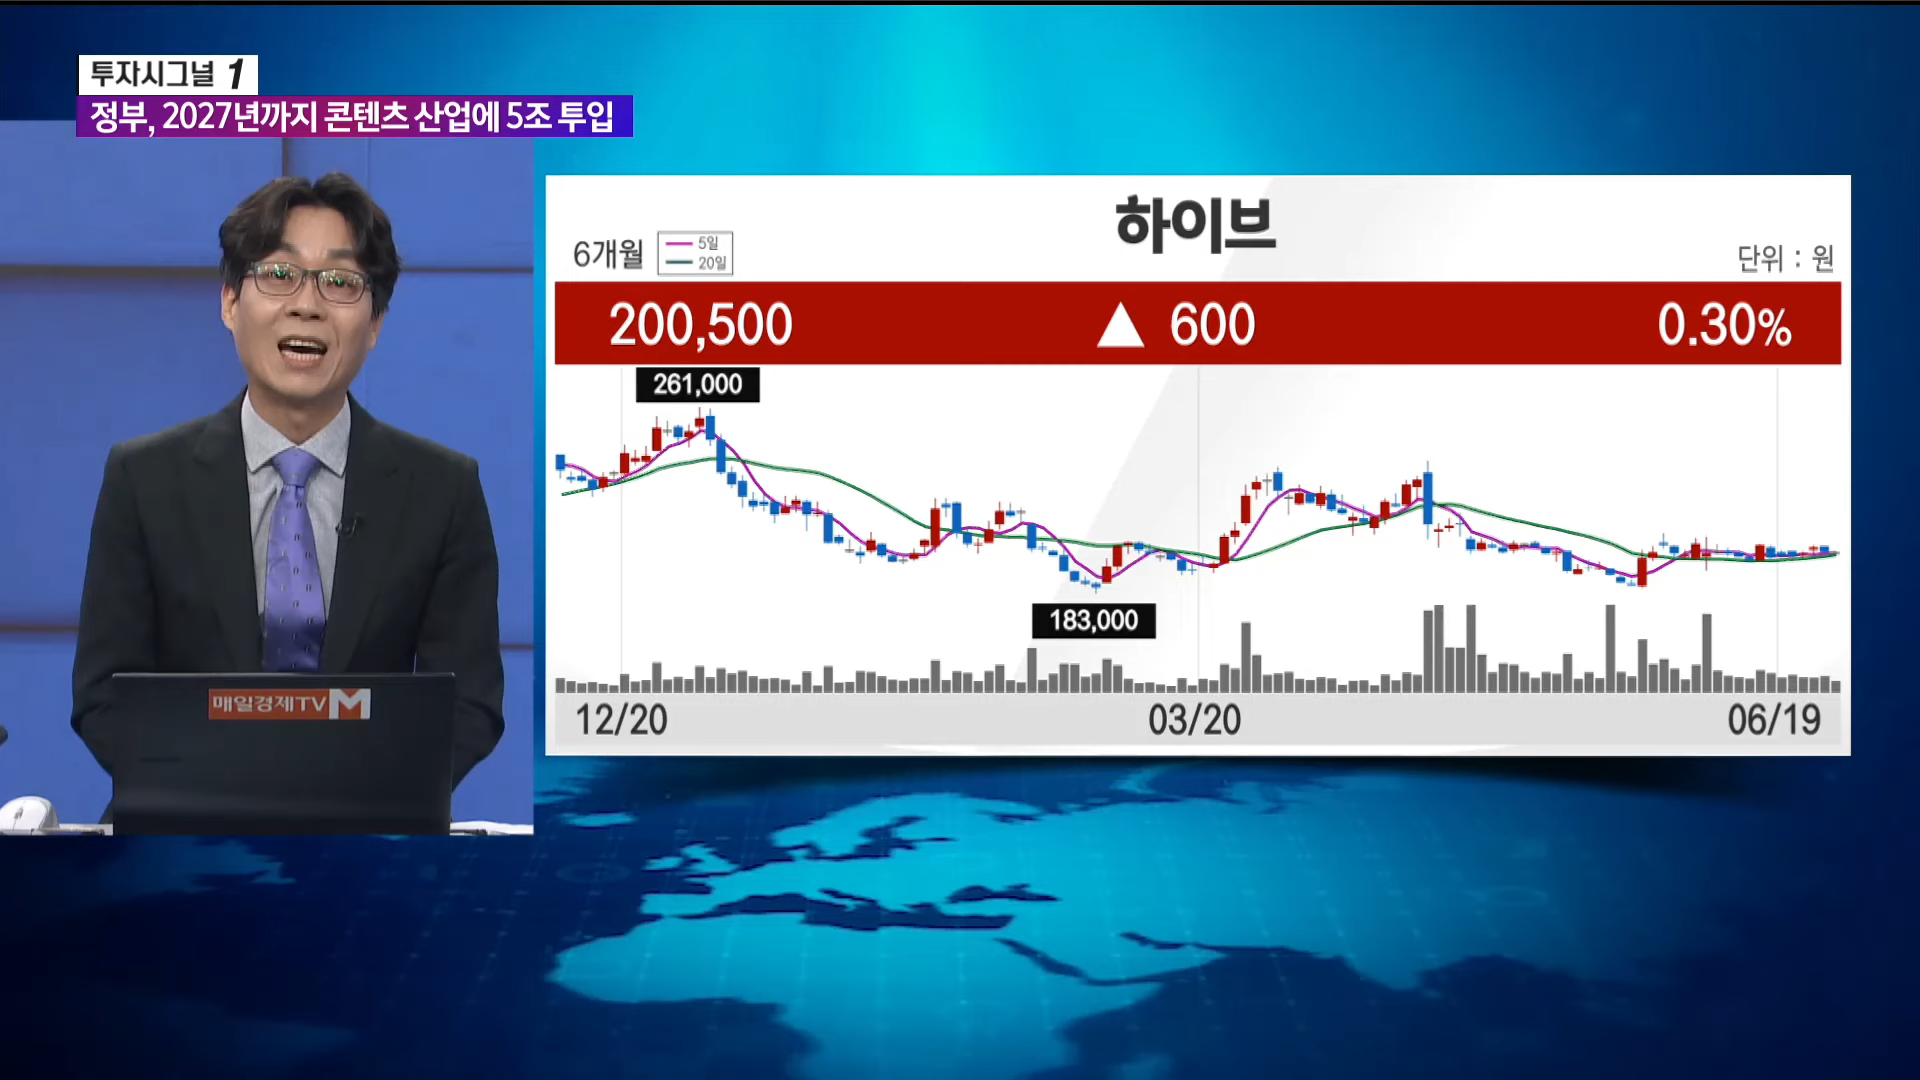 투자시그널 1
정부, 2027년까지 콘텐츠 산업에 5조 투입
하이브
6개월
5일
20일
단위 : 원
200,500 ▲ 600 0.30%
261,000
183,000
12/20 03/20 06/19
매일경제TV M